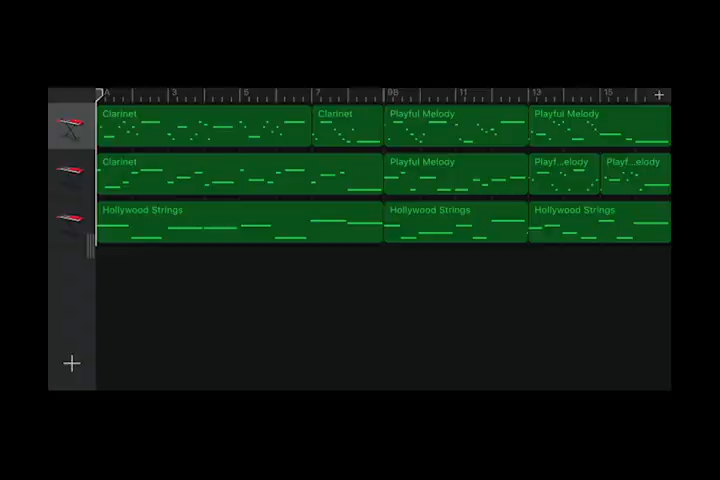 A 3 5 7 9B 11 13 15
Clarinet Clarinet Playful Melody Playful Melody
Clarinet Playful Melody Playf...elody Playf...elody
Hollywood Strings Hollywood Strings Hollywood Strings